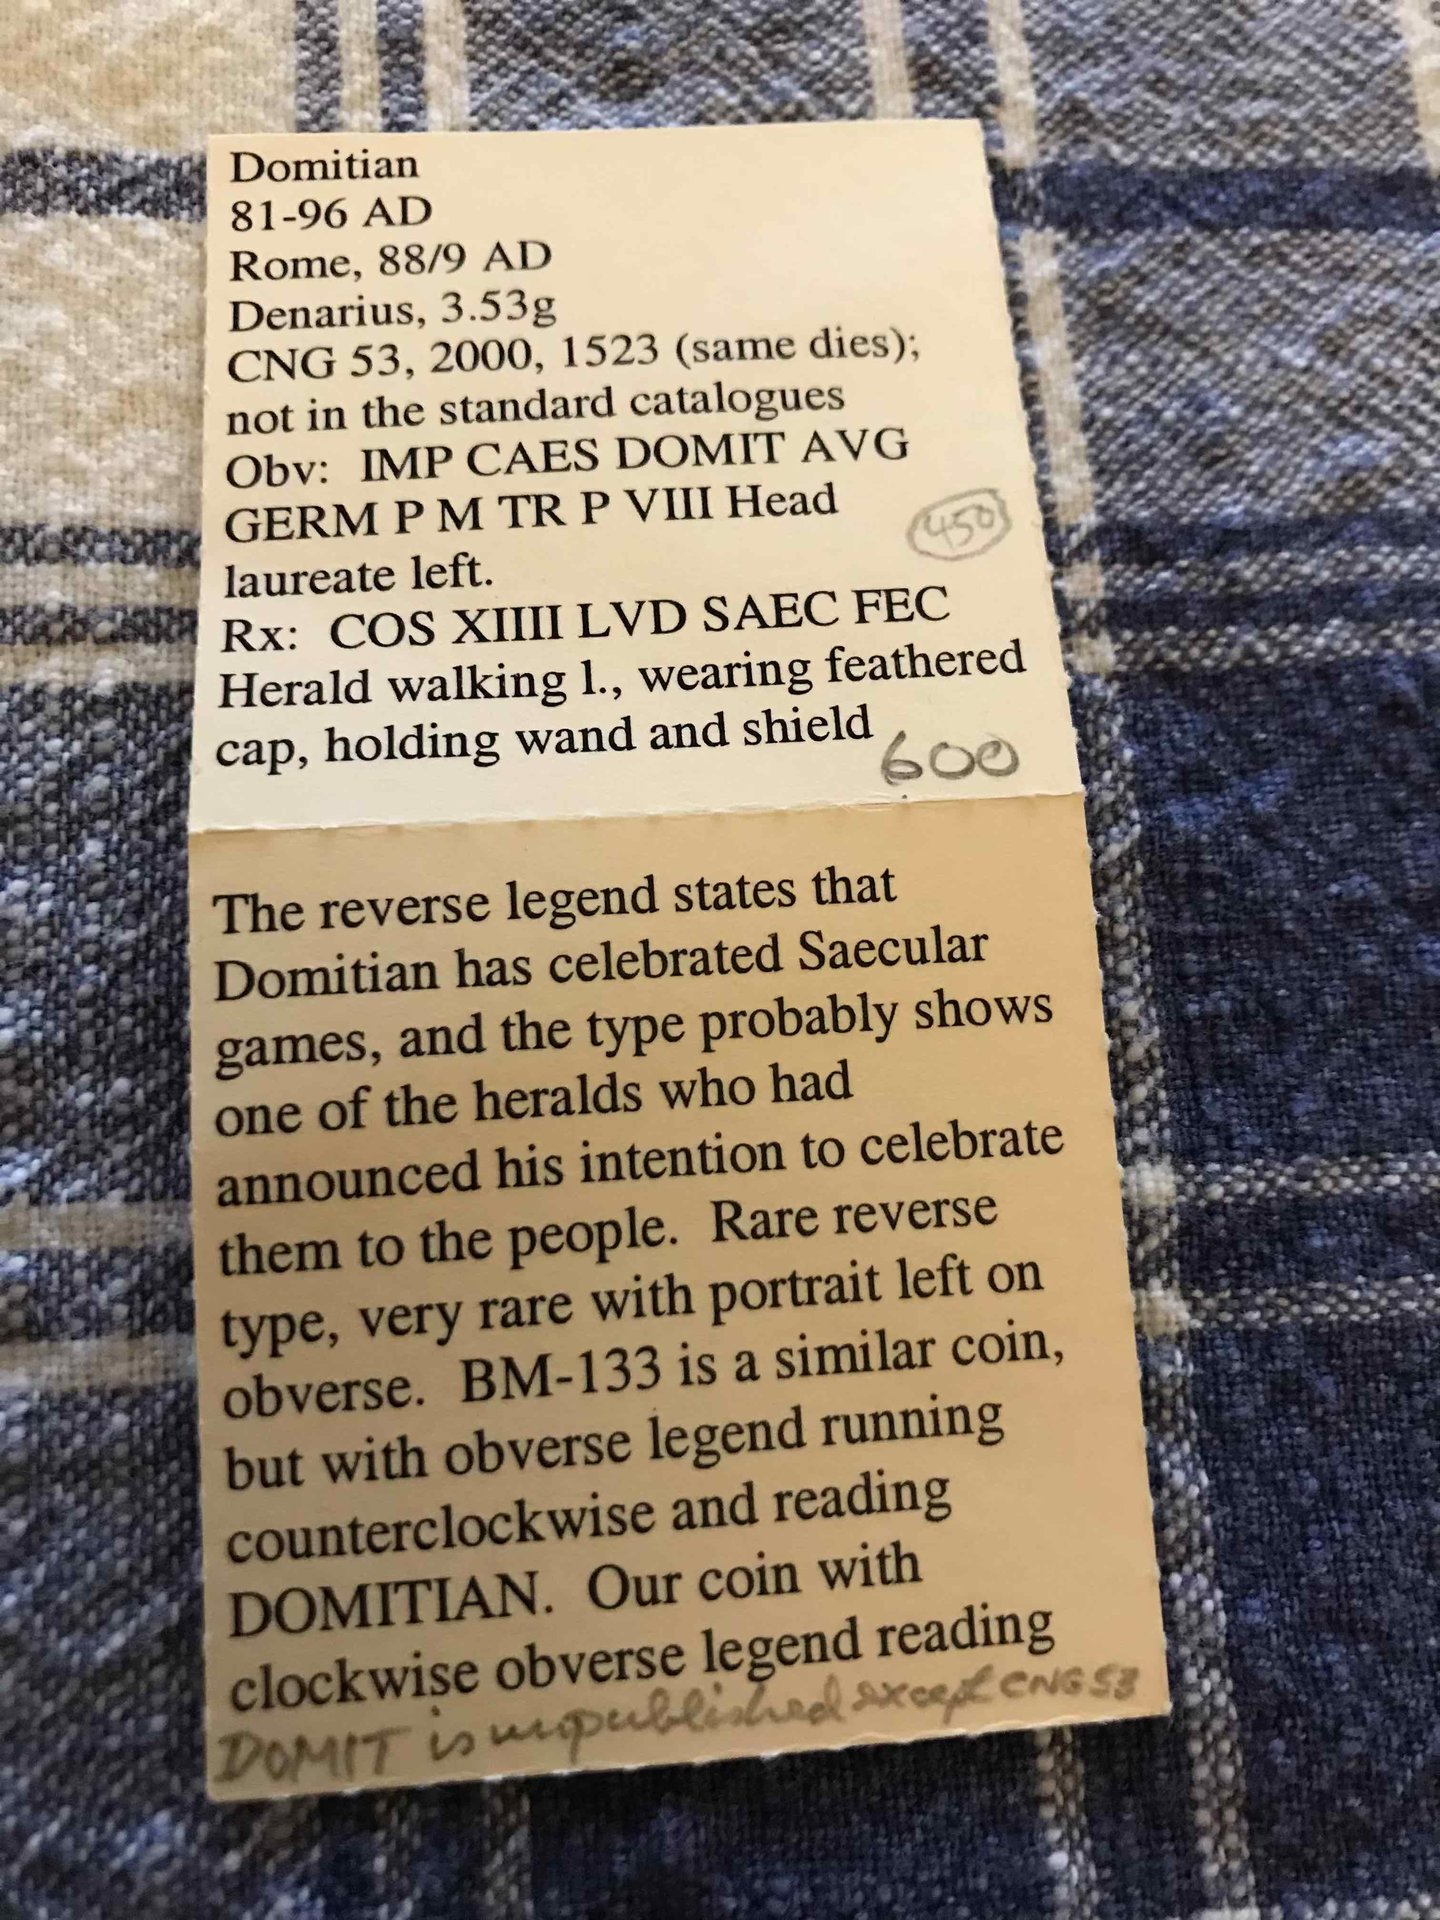 Domitian
81-96 AD
Rome, 88/9 AD
Denarius, 3.53g
CNG 53, 2000, 1523 (same dies);
not in the standard catalogues
Obv: IMP CAES DOMIT AVG
GERM P M TR P VIII Head
450
laureate left.
Rx: COS XIIII LVD SAEC FEC
Herald walking l., wearing feathered
cap, holding wand and shield
600
The reverse legend states that
Domitian has celebrated Saecular
games, and the type probably shows
one of the heralds who had
announced his intention to celebrate
them to the people. Rare reverse
type, very rare with portrait left on
obverse. BM-133 is a similar coin,
but with obverse legend running
counterclockwise and reading
DOMITIAN. Our coin with
clockwise obverse legend reading
DOMIT is unpublished except CNG 53